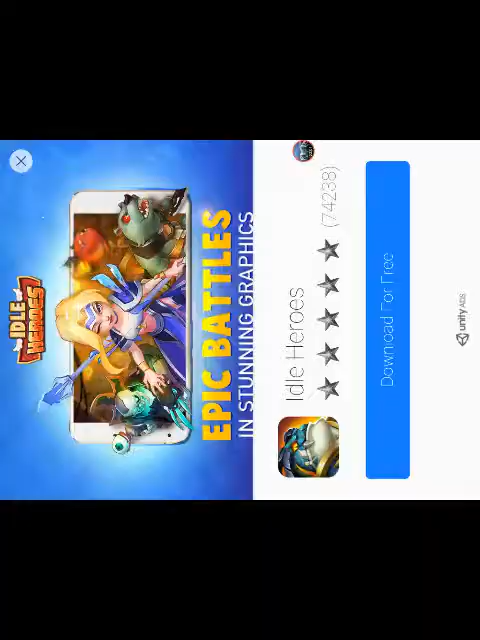 IDLE
HEROES
EPIC BATTLES
IN STUNNING GRAPHICS
Idle Heroes
(74238)
Download For Free
unity ADS